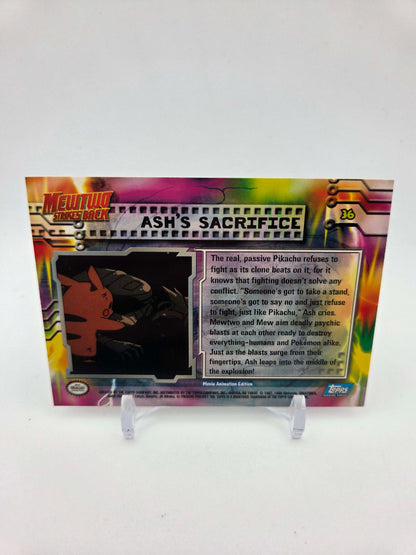 MEWTWO
STRIKES BACK
ASH'S SACRIFICE
36
The real, passive Pikachu refuses to
fight as its clone beats on it, for it
knows that fighting doesn't solve any
conflict. "Someone's got to take a stand,
someone's got to say no and just refuse
to fight, just like Pikachu," Ash cries.
Mewtwo and Mew aim deadly psychic
blasts at each other ready to destroy
everything-humans and Pokémon alike.
Just as the blasts surge from their
fingertips, Ash leaps into the middle of
the explosion!
Movie Animation Edition
Topps